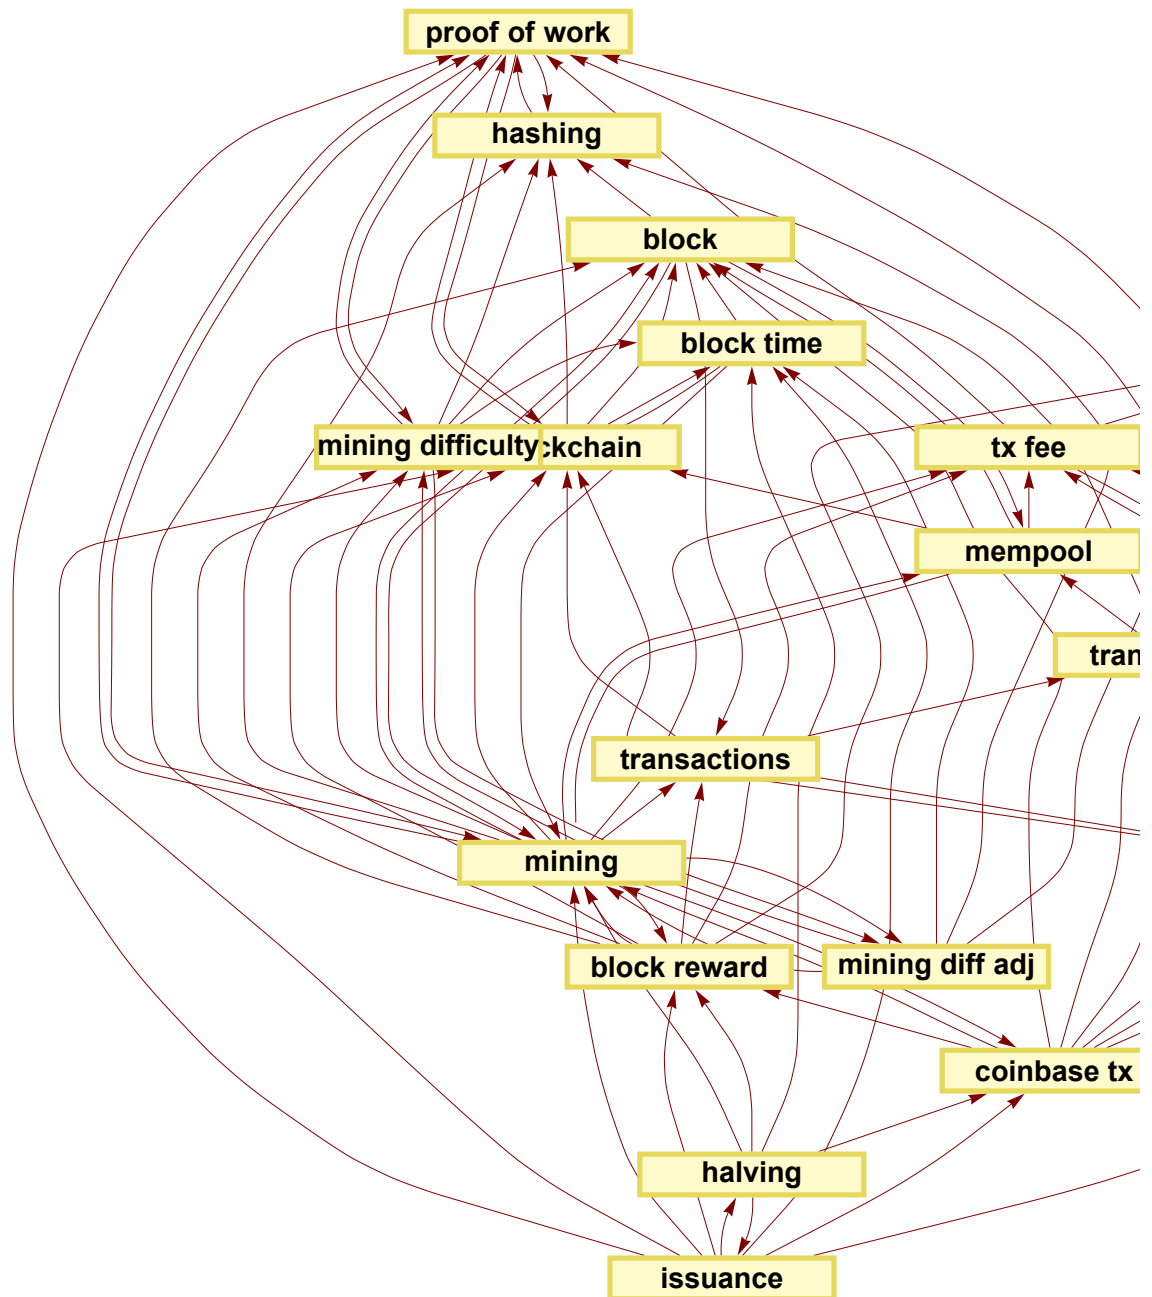 proof of work
hashing
block
block time
mining difficulty
ckchain
tx fee
mempool
tran
transactions
mining
block reward
mining diff adj
coinbase tx
halving
issuance